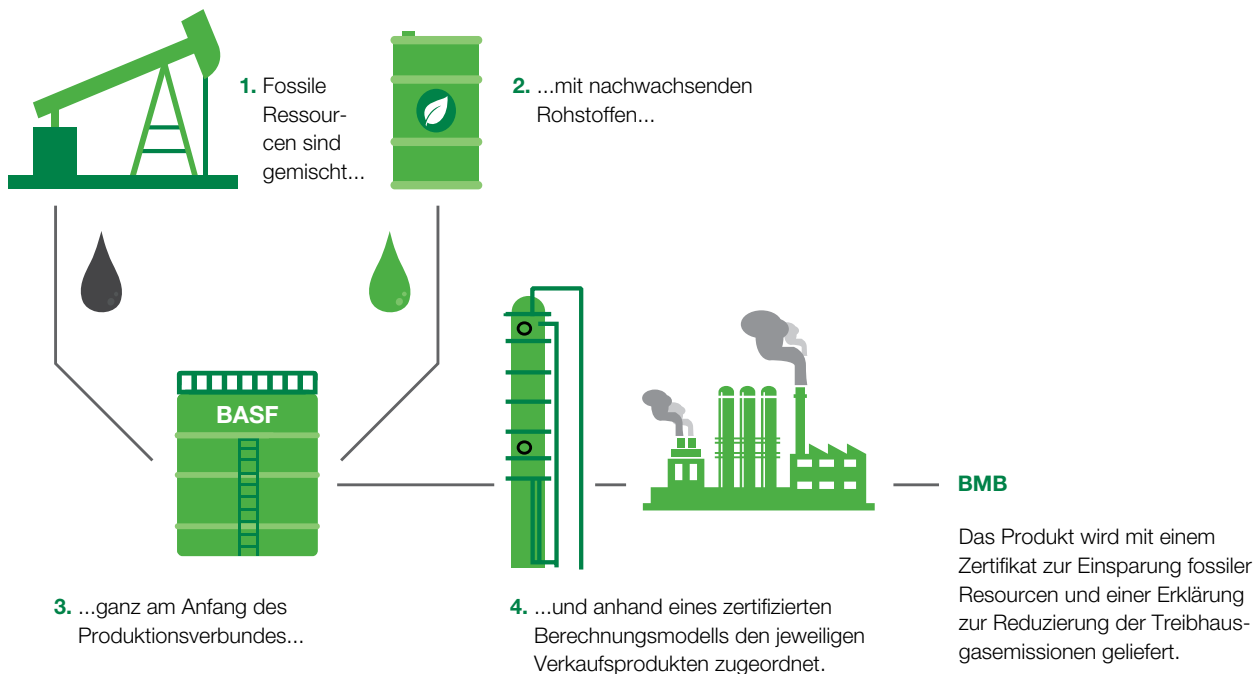 1. Fossile
Ressour-
cen sind
gemischt...
2. ...mit nachwachsenden
Rohstoffen...
BASF
3. ...ganz am Anfang des
Produktionsverbundes...
4. ...und anhand eines zertifizierten
Berechnungsmodells den jeweiligen
Verkaufsprodukten zugeordnet.
BMB
Das Produkt wird mit einem
Zertifikat zur Einsparung fossiler
Resourcen und einer Erklärung
zur Reduzierung der Treibhaus-
gasemissionen geliefert.